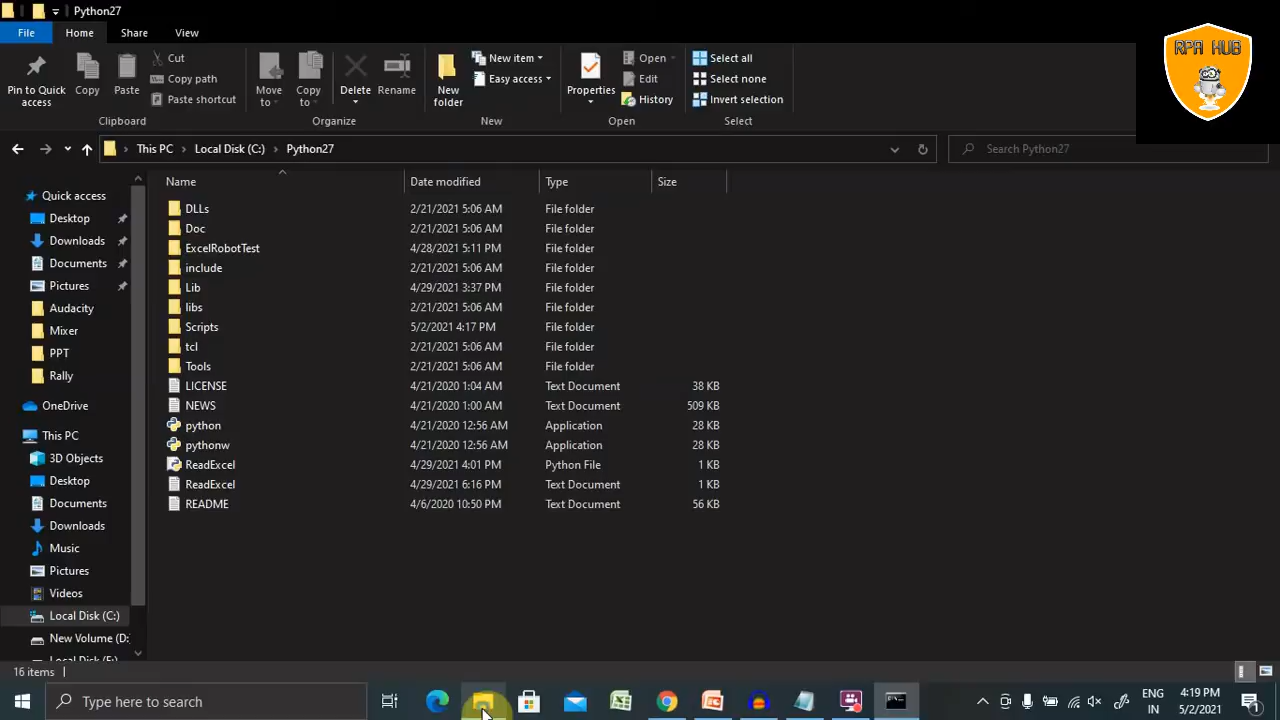 Python27
File Home Share View
Pin to Quick access
Copy
Paste
Cut
Copy path
Paste shortcut
Clipboard
Move to
Copy to
Delete
Rename
Organize
New folder
New item
Easy access
New
Properties
Open
Edit
History
Open
Select all
Select none
Invert selection
Select
RPA HUB
This PC > Local Disk (C:) > Python27
Search Python27
Quick access
Desktop
Downloads
Documents
Pictures
Audacity
Mixer
PPT
Rally
OneDrive
This PC
3D Objects
Desktop
Documents
Downloads
Music
Pictures
Videos
Local Disk (C:)
New Volume (D:
Local Disk (F:)
Name Date modified Type Size
DLLs 2/21/2021 5:06 AM File folder
Doc 2/21/2021 5:06 AM File folder
ExcelRobotTest 4/28/2021 5:11 PM File folder
include 2/21/2021 5:06 AM File folder
Lib 4/29/2021 3:37 PM File folder
libs 2/21/2021 5:06 AM File folder
Scripts 5/2/2021 4:17 PM File folder
tcl 2/21/2021 5:06 AM File folder
Tools 2/21/2021 5:06 AM File folder
LICENSE 4/21/2020 1:04 AM Text Document 38 KB
NEWS 4/21/2020 1:00 AM Text Document 509 KB
python 4/21/2020 12:56 AM Application 28 KB
pythonw 4/21/2020 12:56 AM Application 28 KB
ReadExcel 4/29/2021 4:01 PM Python File 1 KB
ReadExcel 4/29/2021 6:16 PM Text Document 1 KB
README 4/6/2020 10:50 PM Text Document 56 KB
16 items
Type here to search
ENG
IN
4:19 PM
5/2/2021
1